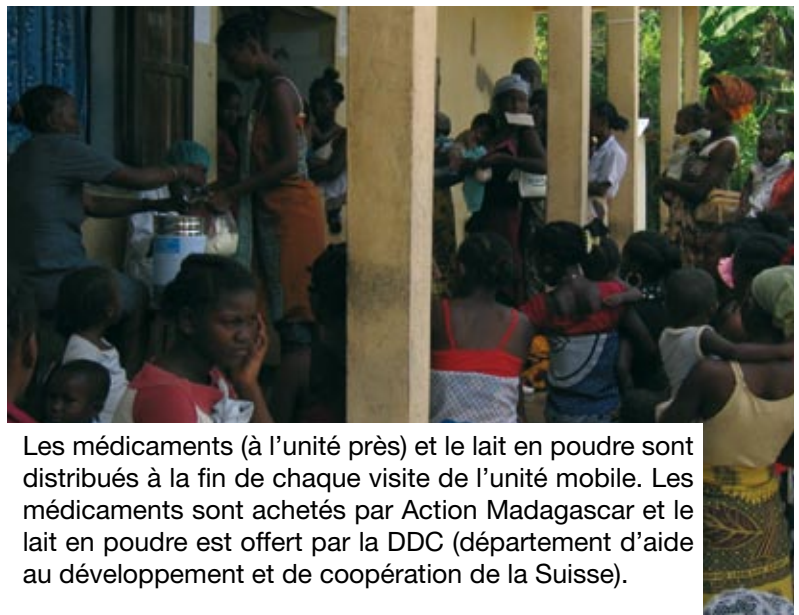 Les médicaments (à l’unité près) et le lait en poudre sont
distribués à la fin de chaque visite de l’unité mobile. Les
médicaments sont achetés par Action Madagascar et le
lait en poudre est offert par la DDC (département d’aide
au développement et de coopération de la Suisse).